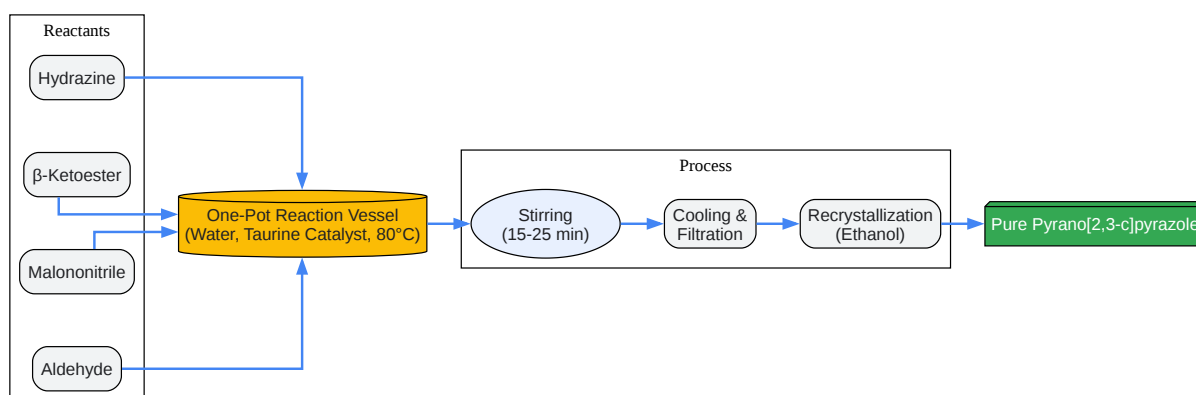 Reactants
Hydrazine
β-Ketoester
Malononitrile
Aldehyde
One-Pot Reaction Vessel
(Water, Taurine Catalyst, 80°C)
Process
Stirring
(15-25 min)
Cooling &
Filtration
Recrystallization
(Ethanol)
Pure Pyrano[2,3-c]pyrazole